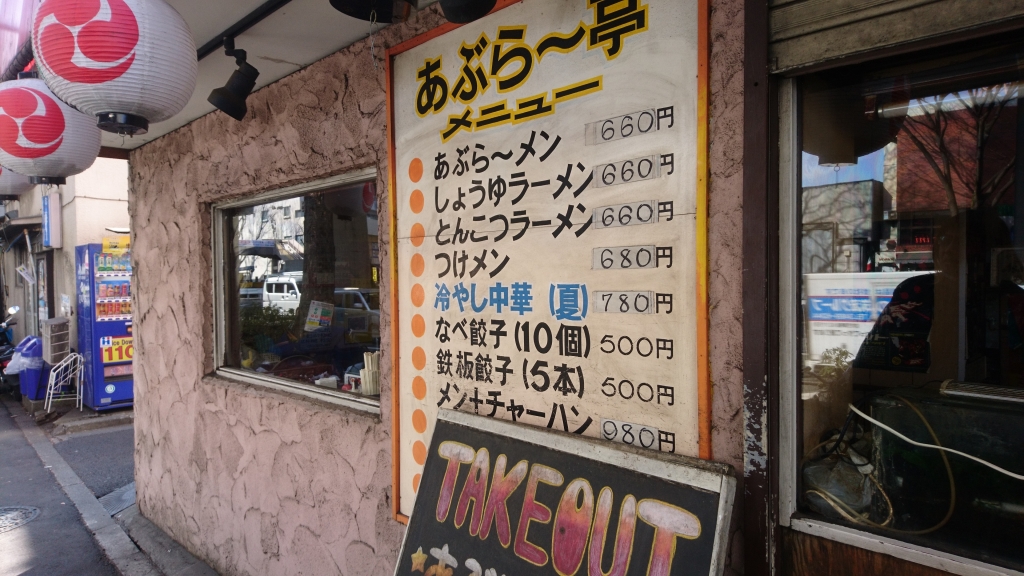 あぶら〜亭
メニュー
あぶら〜メン 660円
しょうゆラーメン 660円
とんこつラーメン 660円
つけメン 680円
冷やし中華 (夏) 780円
なべ餃子 (10個) 500円
鉄板餃子 (5本) 500円
メン+チャーハン 980円
TAKEOUT
110